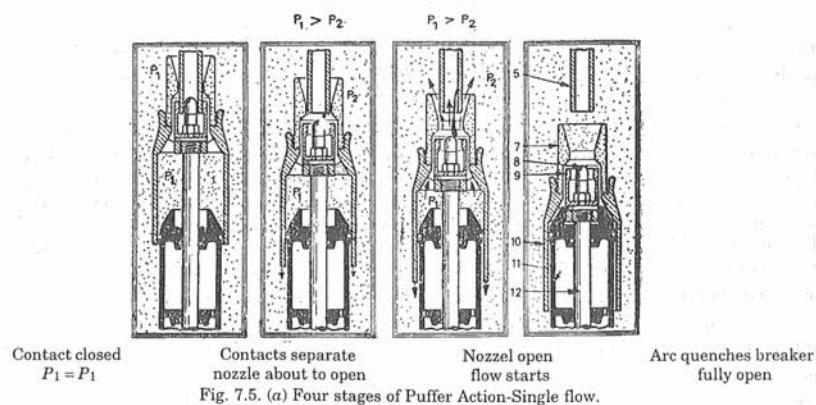 P₁ > P₂
P₁ > P₂
P₁
P₁
P₂
P₁
P₂
P₁
5
7
8
9
10
11
12
Contact closed
P₁ = P₁
Contacts separate
nozzle about to open
Nozzel open
flow starts
Arc quenches breaker
fully open
Fig. 7.5. (a) Four stages of Puffer Action-Single flow.